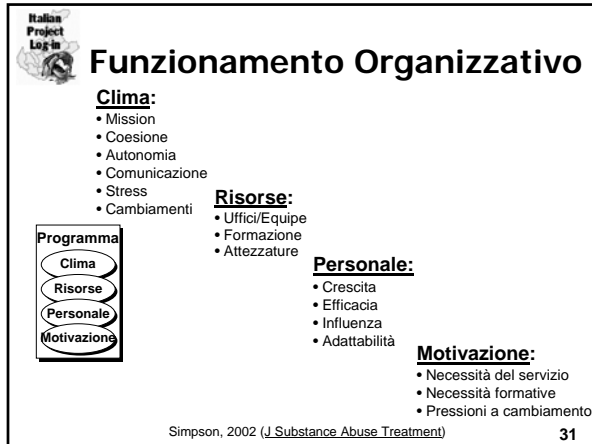 Italian
Project
Log-in
Funzionamento Organizzativo
Clima:
• Mission
• Coesione
• Autonomia
• Comunicazione
• Stress
• Cambiamenti
Risorse:
• Uffici/Equipe
• Formazione
• Attezzature
Programma
Clima
Risorse
Personale
Motivazione
Personale:
• Crescita
• Efficacia
• Influenza
• Adattabilità
Motivazione:
• Necessità del servizio
• Necessità formative
• Pressioni a cambiamento
Simpson, 2002 (J Substance Abuse Treatment)
31